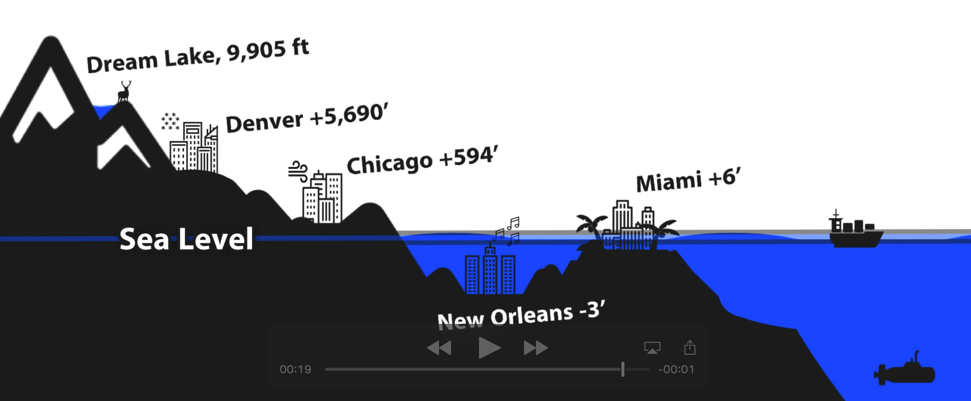 Dream Lake, 9,905 ft
Denver +5,690’
Chicago +594’
Miami +6’
Sea Level
New Orleans -3’
00:19
-00:01